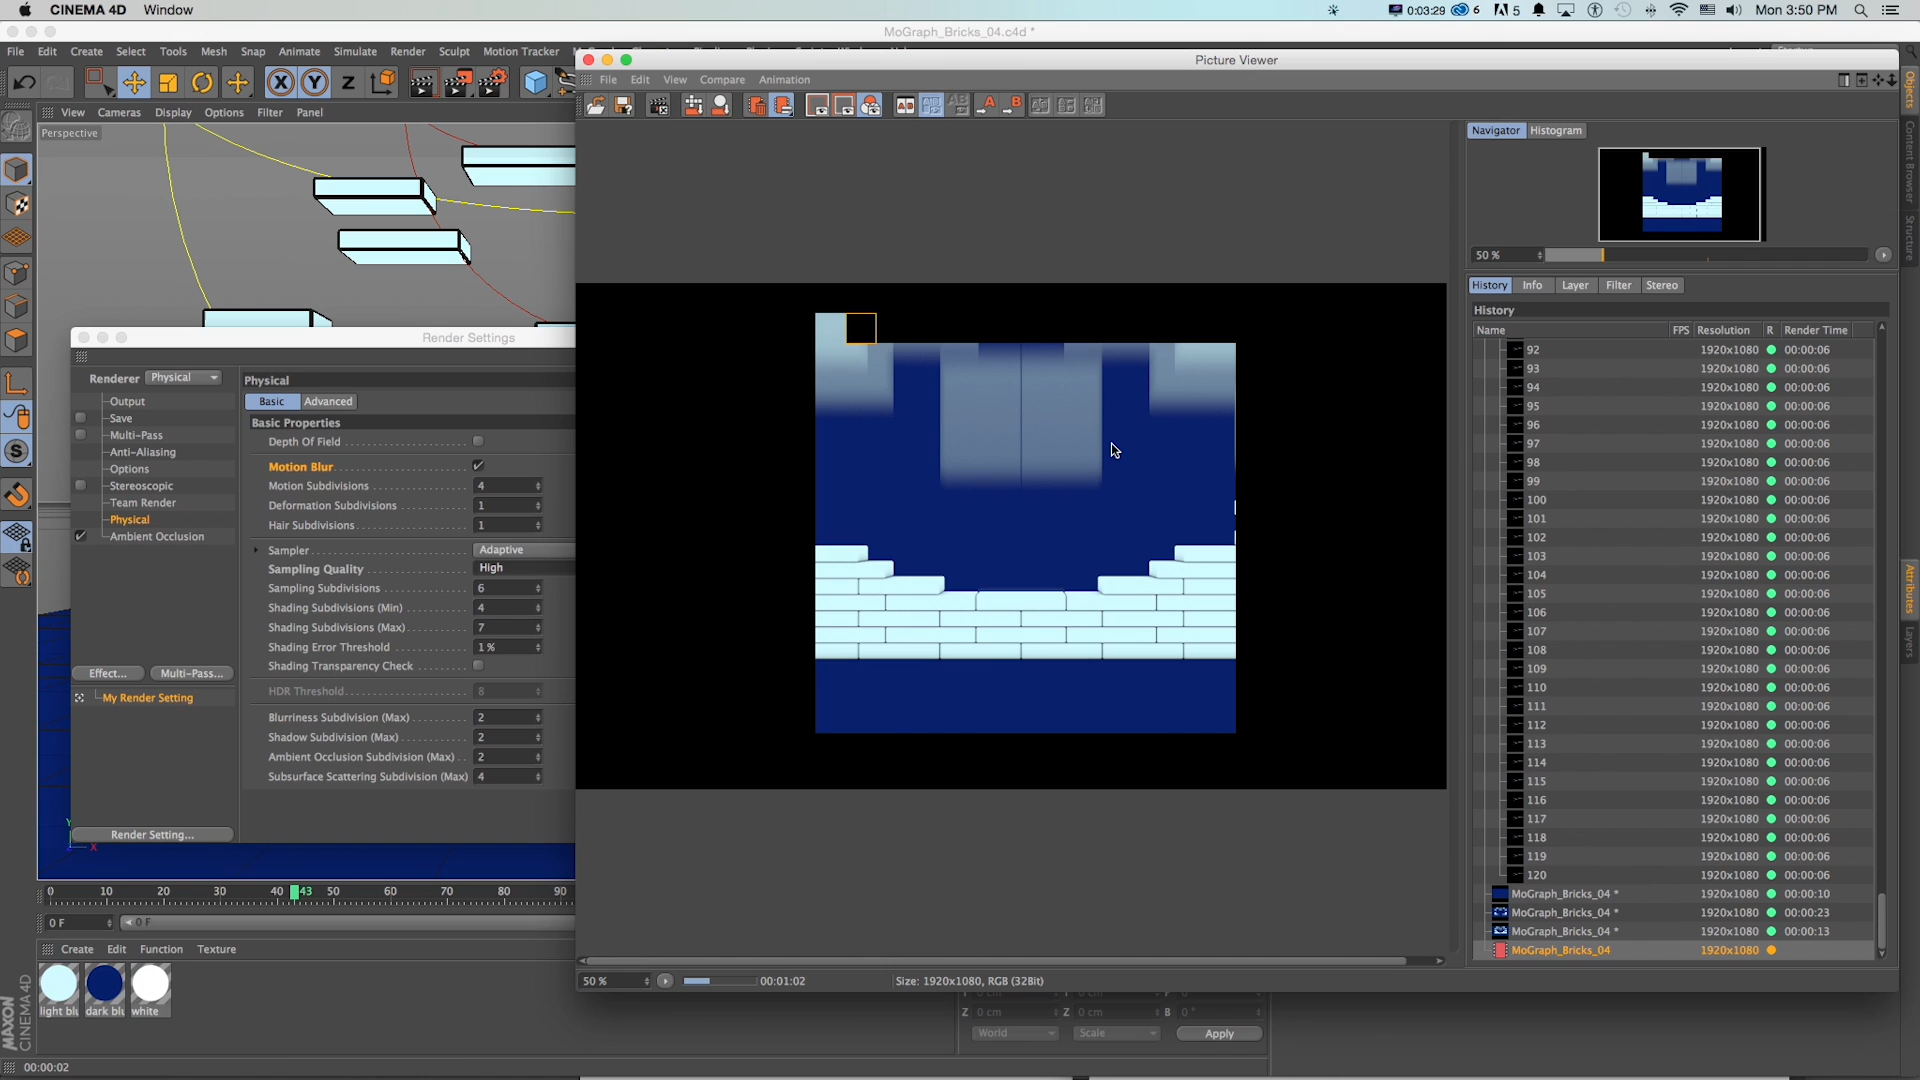 CINEMA 4D Window
0:03:29 6 5 Mon 3:50 PM
MoGraph_Bricks_04.c4d *
File Edit Create Select Tools Mesh Snap Animate Simulate Render Sculpt Motion Tracker
Picture Viewer
File Edit View Compare Animation
View Cameras Display Options Filter Panel
Perspective
Navigator Histogram
50 %
History Info Layer Filter Stereo
History
Name FPS Resolution R Render Time
92 1920x1080 00:00:06
93 1920x1080 00:00:06
94 1920x1080 00:00:06
95 1920x1080 00:00:06
96 1920x1080 00:00:06
97 1920x1080 00:00:06
98 1920x1080 00:00:06
99 1920x1080 00:00:06
100 1920x1080 00:00:06
101 1920x1080 00:00:06
102 1920x1080 00:00:06
103 1920x1080 00:00:06
104 1920x1080 00:00:06
105 1920x1080 00:00:06
106 1920x1080 00:00:06
107 1920x1080 00:00:06
108 1920x1080 00:00:06
109 1920x1080 00:00:06
110 1920x1080 00:00:06
111 1920x1080 00:00:06
112 1920x1080 00:00:06
113 1920x1080 00:00:06
114 1920x1080 00:00:06
115 1920x1080 00:00:06
116 1920x1080 00:00:06
117 1920x1080 00:00:06
118 1920x1080 00:00:06
119 1920x1080 00:00:06
120 1920x1080 00:00:06
MoGraph_Bricks_04 * 1920x1080 00:00:10
MoGraph_Bricks_04 * 1920x1080 00:00:23
MoGraph_Bricks_04 * 1920x1080 00:00:13
MoGraph_Bricks_04 1920x1080
Objects
Content Browser
Structure
Attributes
Layers
Render Settings
Renderer Physical
Output
Save
Multi-Pass
Anti-Aliasing
Options
Stereoscopic
Team Render
Physical
Ambient Occlusion
Effect... Multi-Pass...
My Render Setting
Render Setting...
Physical
Basic Advanced
Basic Properties
Depth Of Field
Motion Blur
Motion Subdivisions 4
Deformation Subdivisions 1
Hair Subdivisions 1
Sampler Adaptive
Sampling Quality High
Sampling Subdivisions 6
Shading Subdivisions (Min) 4
Shading Subdivisions (Max) 7
Shading Error Threshold 1 %
Shading Transparency Check
HDR Threshold 8
Blurriness Subdivision (Max) 2
Shadow Subdivision (Max) 2
Ambient Occlusion Subdivision (Max) 2
Subsurface Scattering Subdivision (Max) 4
Y
X
0 10 20 30 40 43 50 60 70 80 90
0 F 0 F
Create Edit Function Texture
light blu dark blu white
50 % 00:01:02 Size: 1920x1080, RGB (32Bit)
Z 0 cm Z 0 cm B 0 °
World Scale Apply
MAXON
CINEMA 4D
00:00:02